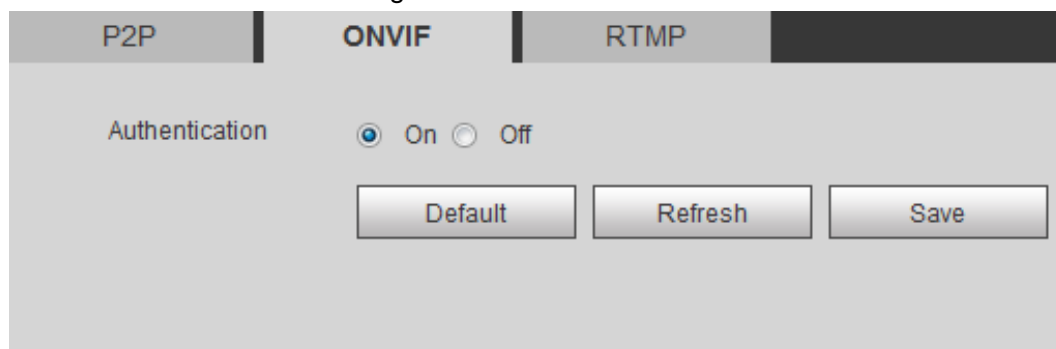 P2P ONVIF RTMP
Authentication On Off
Default Refresh Save